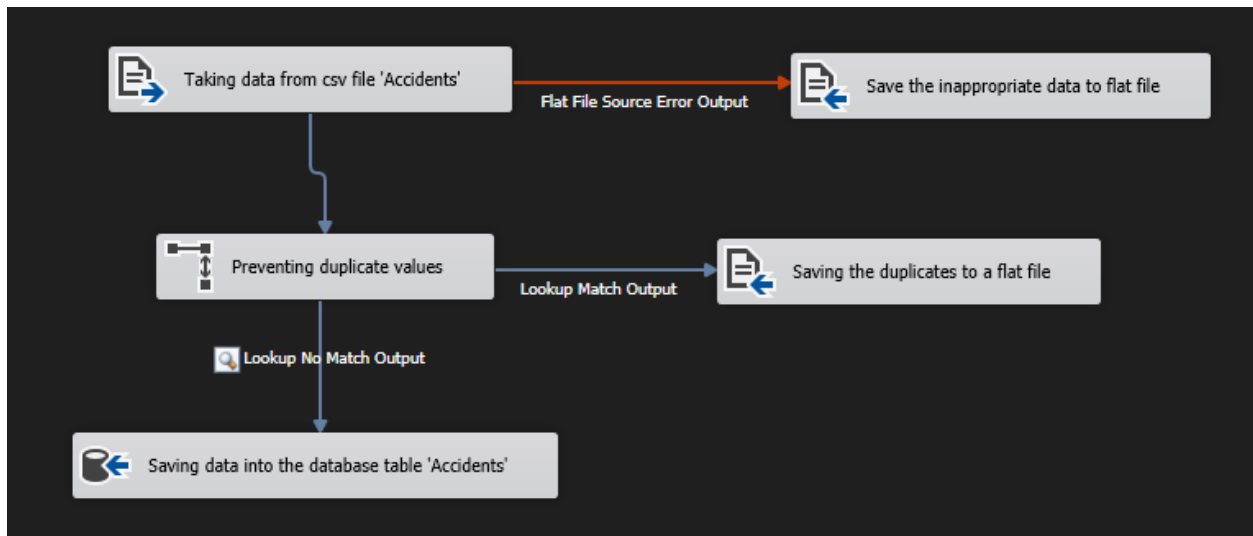 Taking data from csv file 'Accidents'
Flat File Source Error Output
Save the inappropriate data to flat file
Preventing duplicate values
Lookup Match Output
Saving the duplicates to a flat file
Lookup No Match Output
Saving data into the database table 'Accidents'